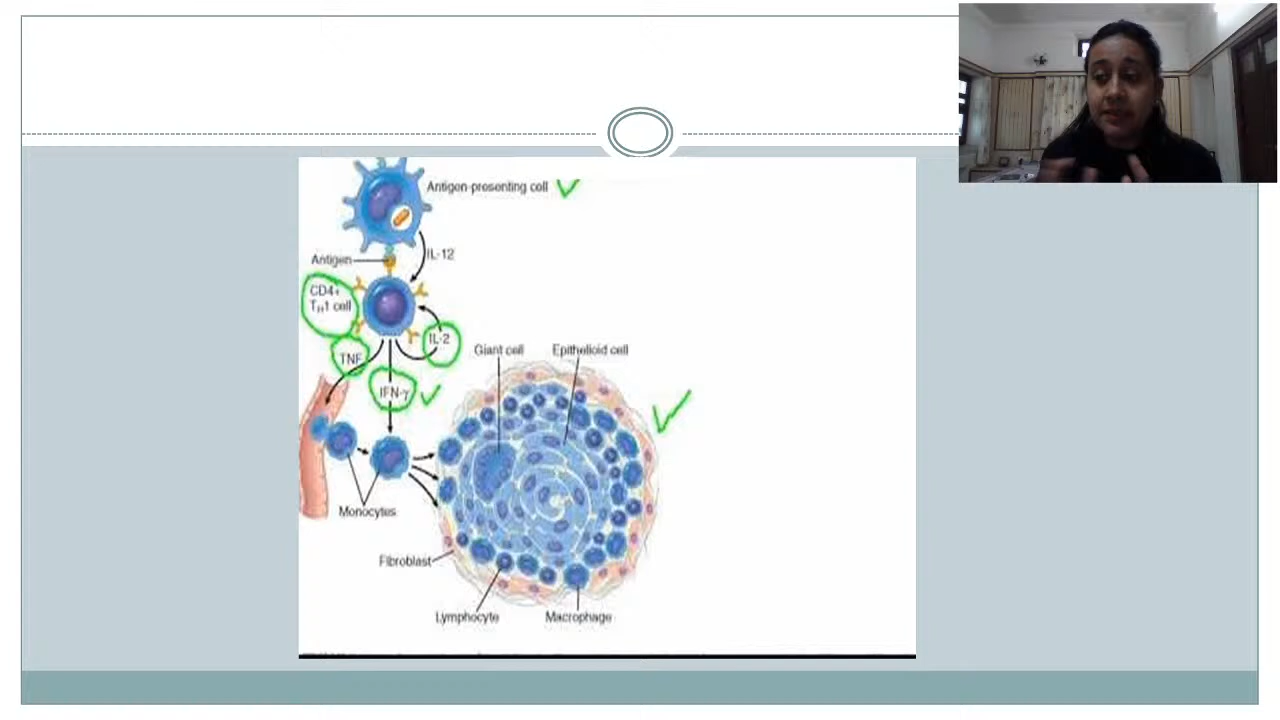 Antigen-presenting cell
IL-12
Antigen
CD4+
TH1 cell
IL-2
TNF
IFN-γ
Giant cell
Epithelioid cell
Monocytes
Fibroblast
Lymphocyte
Macrophage